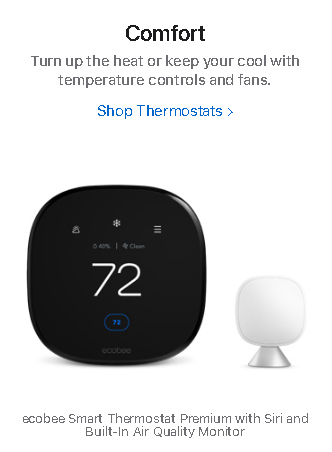 Comfort
Turn up the heat or keep your cool with
temperature controls and fans.
Shop Thermostats >
40% | Clean
72
72
ecobee
ecobee Smart Thermostat Premium with Siri and
Built-In Air Quality Monitor